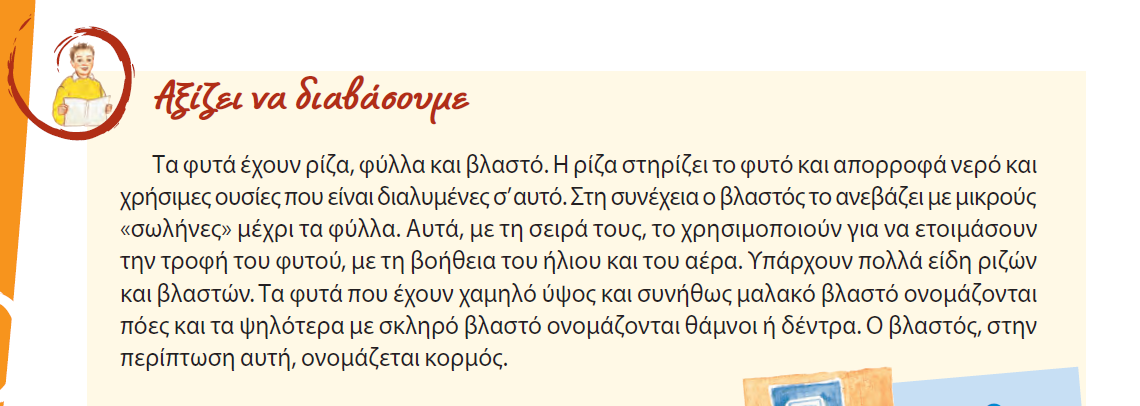 Αξίζει να διαβάσουμε
Τα φυτά έχουν ρίζα, φύλλα και βλαστό. Η ρίζα στηρίζει το φυτό και απορροφά νερό και
χρήσιμες ουσίες που είναι διαλυμένες σ’ αυτό. Στη συνέχεια ο βλαστός το ανεβάζει με μικρούς
«σωλήνες» μέχρι τα φύλλα. Αυτά, με τη σειρά τους, το χρησιμοποιούν για να ετοιμάσουν
την τροφή του φυτού, με τη βοήθεια του ήλιου και του αέρα. Υπάρχουν πολλά είδη ριζών
και βλαστών. Τα φυτά που έχουν χαμηλό ύψος και συνήθως μαλακό βλαστό ονομάζονται
πόες και τα ψηλότερα με σκληρό βλαστό ονομάζονται θάμνοι ή δέντρα. Ο βλαστός, στην
περίπτωση αυτή, ονομάζεται κορμός.